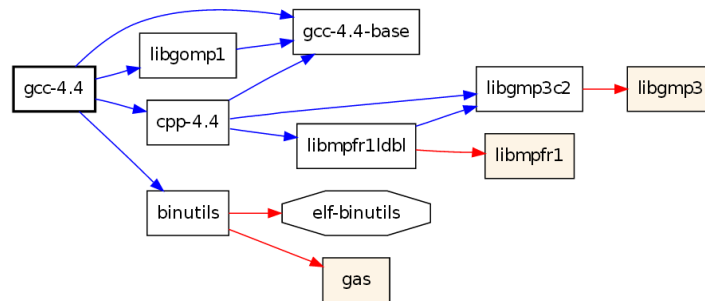 gcc-4.4-base
libgomp1
gcc-4.4
libgmp3c2
libgmp3
cpp-4.4
libmpfr1ldbl
libmpfr1
binutils
elf-binutils
gas